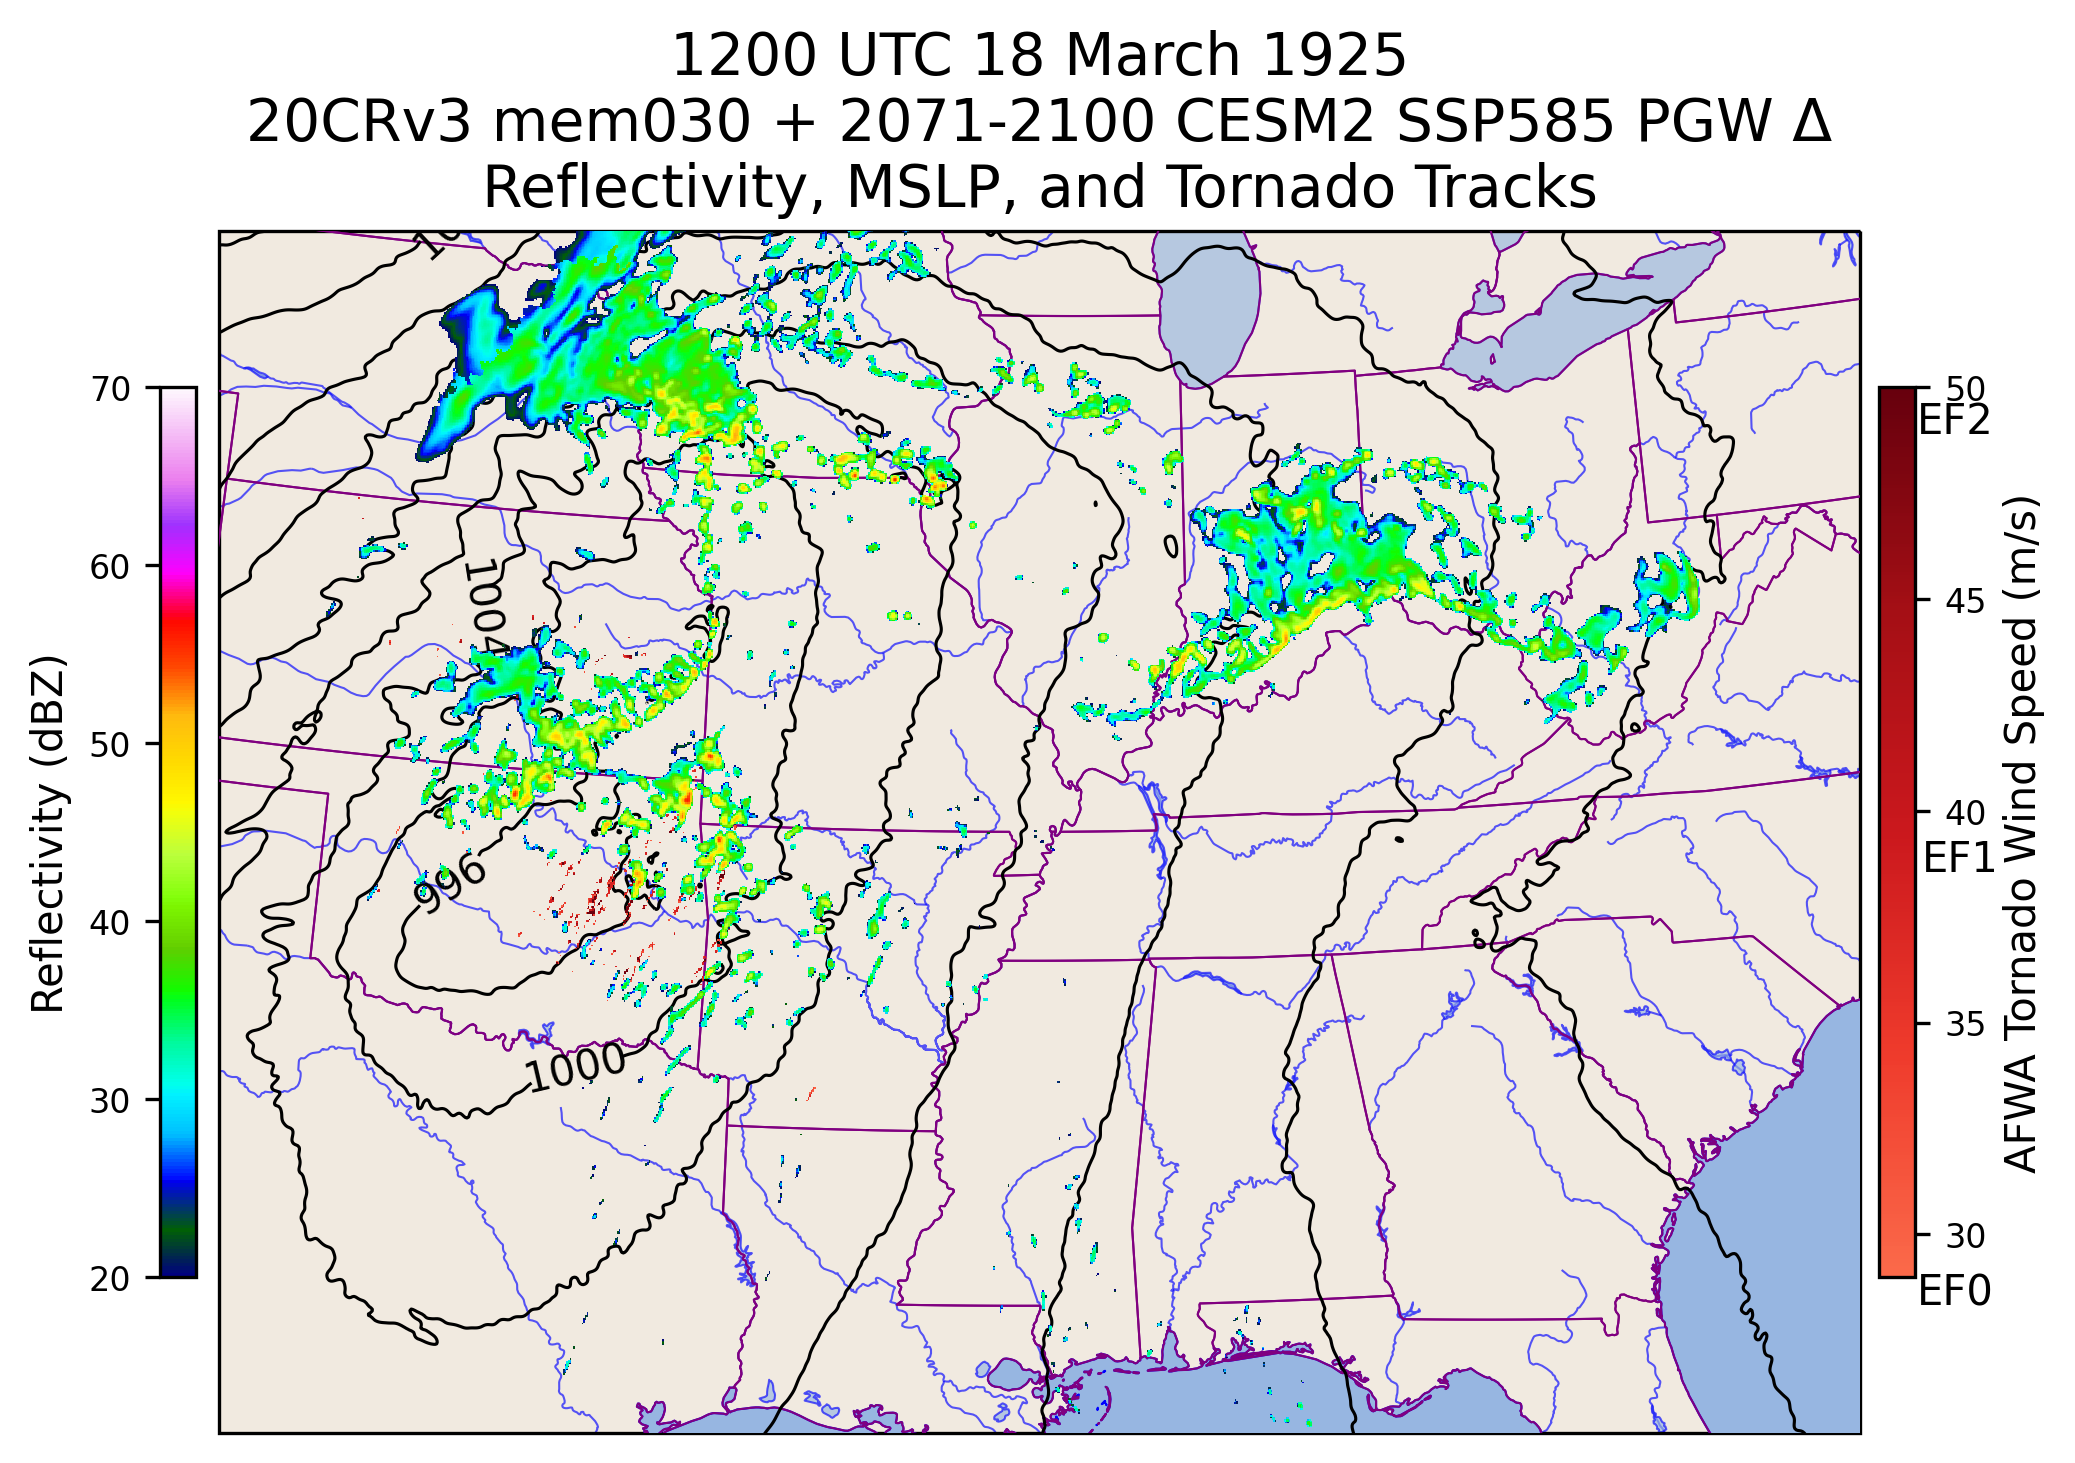 1200 UTC 18 March 1925
20CRv3 mem030 + 2071-2100 CESM2 SSP585 PGW Δ
Reflectivity, MSLP, and Tornado Tracks
Reflectivity (dBZ)
70
60
50
40
30
20
1004
996
1000
50
EF2
45
40
EF1
35
30
EF0
AFWA Tornado Wind Speed (m/s)